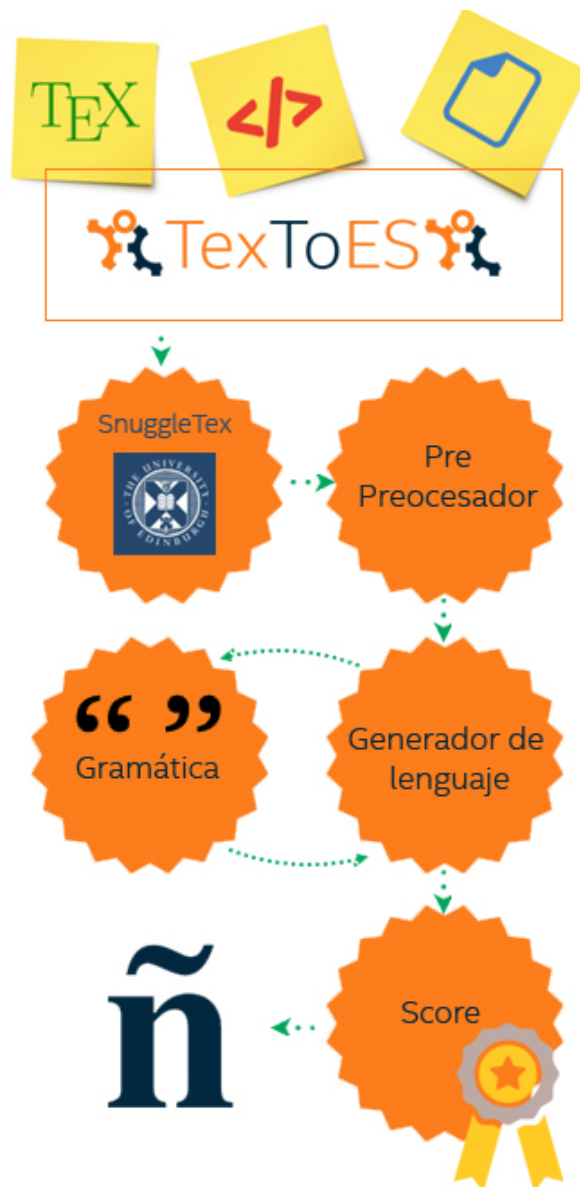 TEX
</>
TexToES
SnuggleTex
THE UNIVERSITY OF EDINBURGH
Pre
Preocesador
“ ”
Gramática
Generador de
lenguaje
Score
ñ